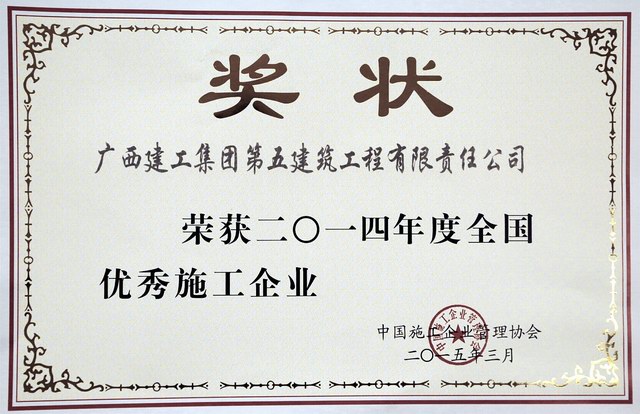 奖状
广西建工集团第五建筑工程有限责任公司
荣获二〇一四年度全国
优秀施工企业
中国施工企业管理协会
二〇一五年三月